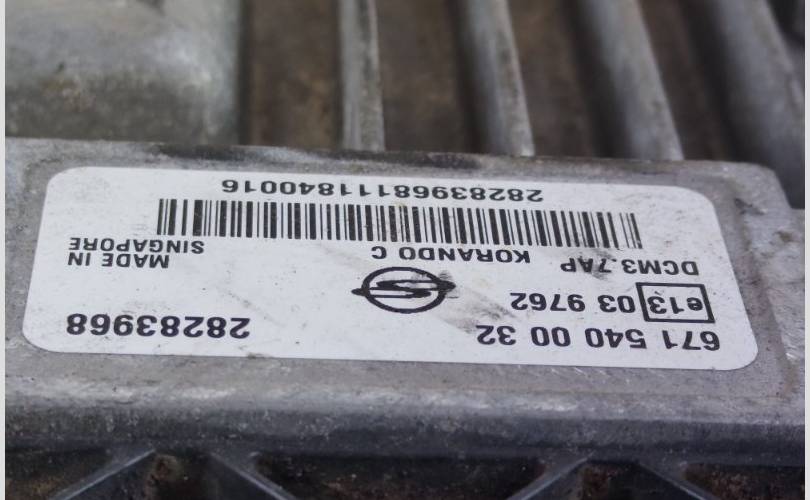 671 540 00 32
28283968
e13 03 9762
DCM3.7AP KORANDO C
MADE IN
SINGAPORE
28283968111840016